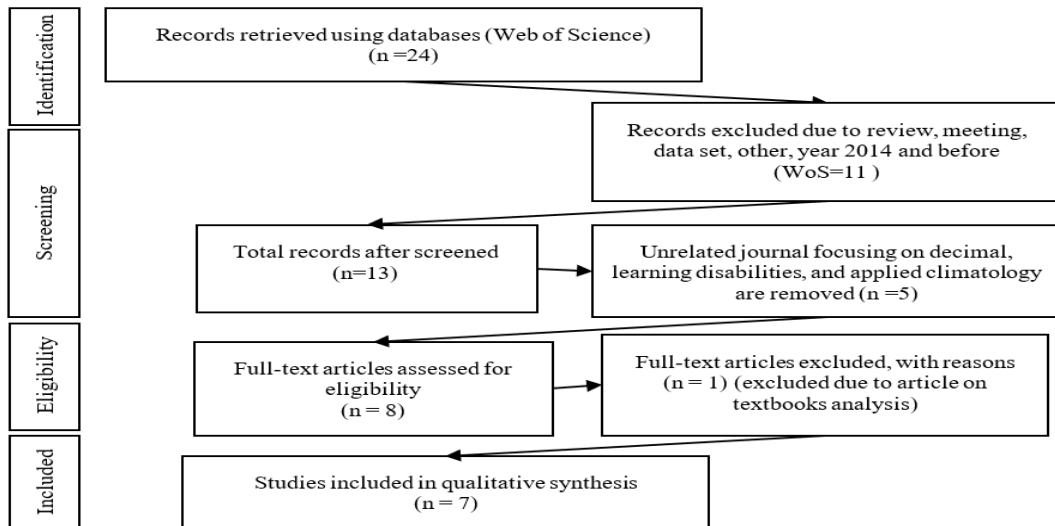 Identification
Records retrieved using databases (Web of Science)
(n =24)
Records excluded due to review, meeting,
data set, other, year 2014 and before
(WoS=11 )
Screening
Total records after screened
(n=13)
Unrelated journal focusing on decimal,
learning disabilities, and applied climatology
are removed (n =5)
Eligibility
Full-text articles assessed for
eligibility
(n = 8)
Full-text articles excluded, with reasons
(n = 1) (excluded due to article on
textbooks analysis)
Included
Studies included in qualitative synthesis
(n = 7)